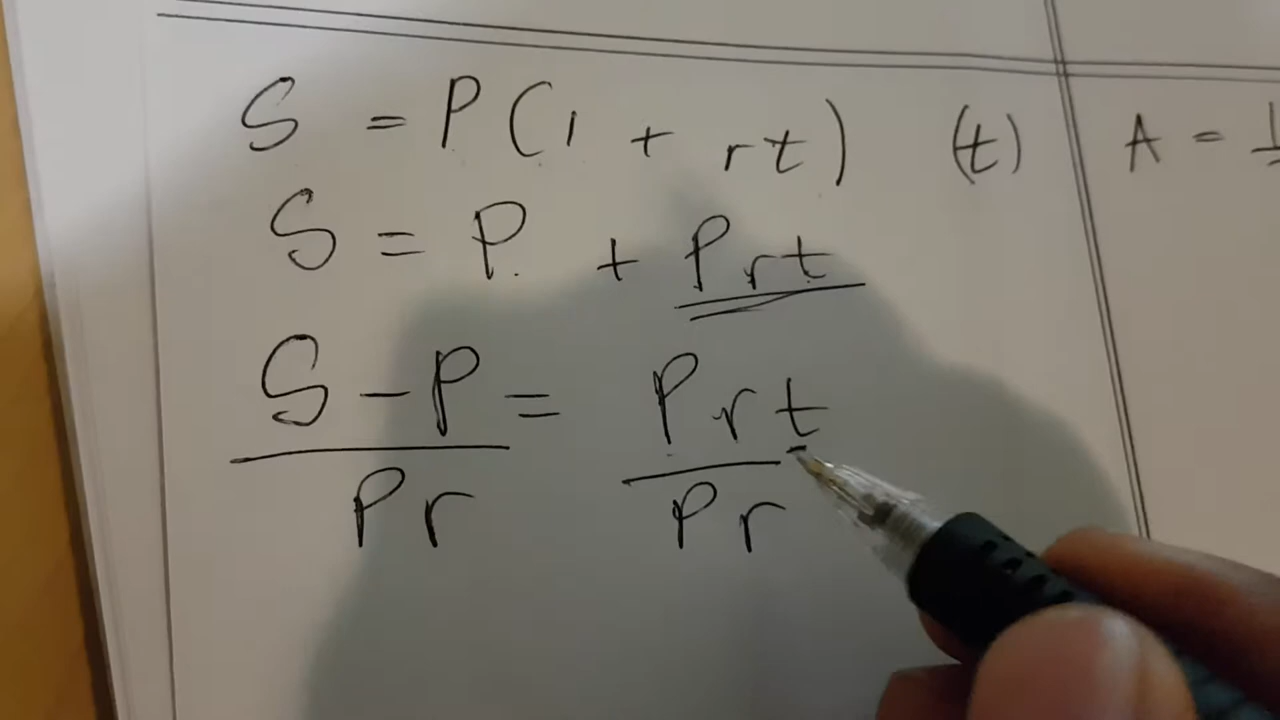 S = P(1 + rt) (t)
S = P + Prt
S - P = Prt
Pr Pr
A =